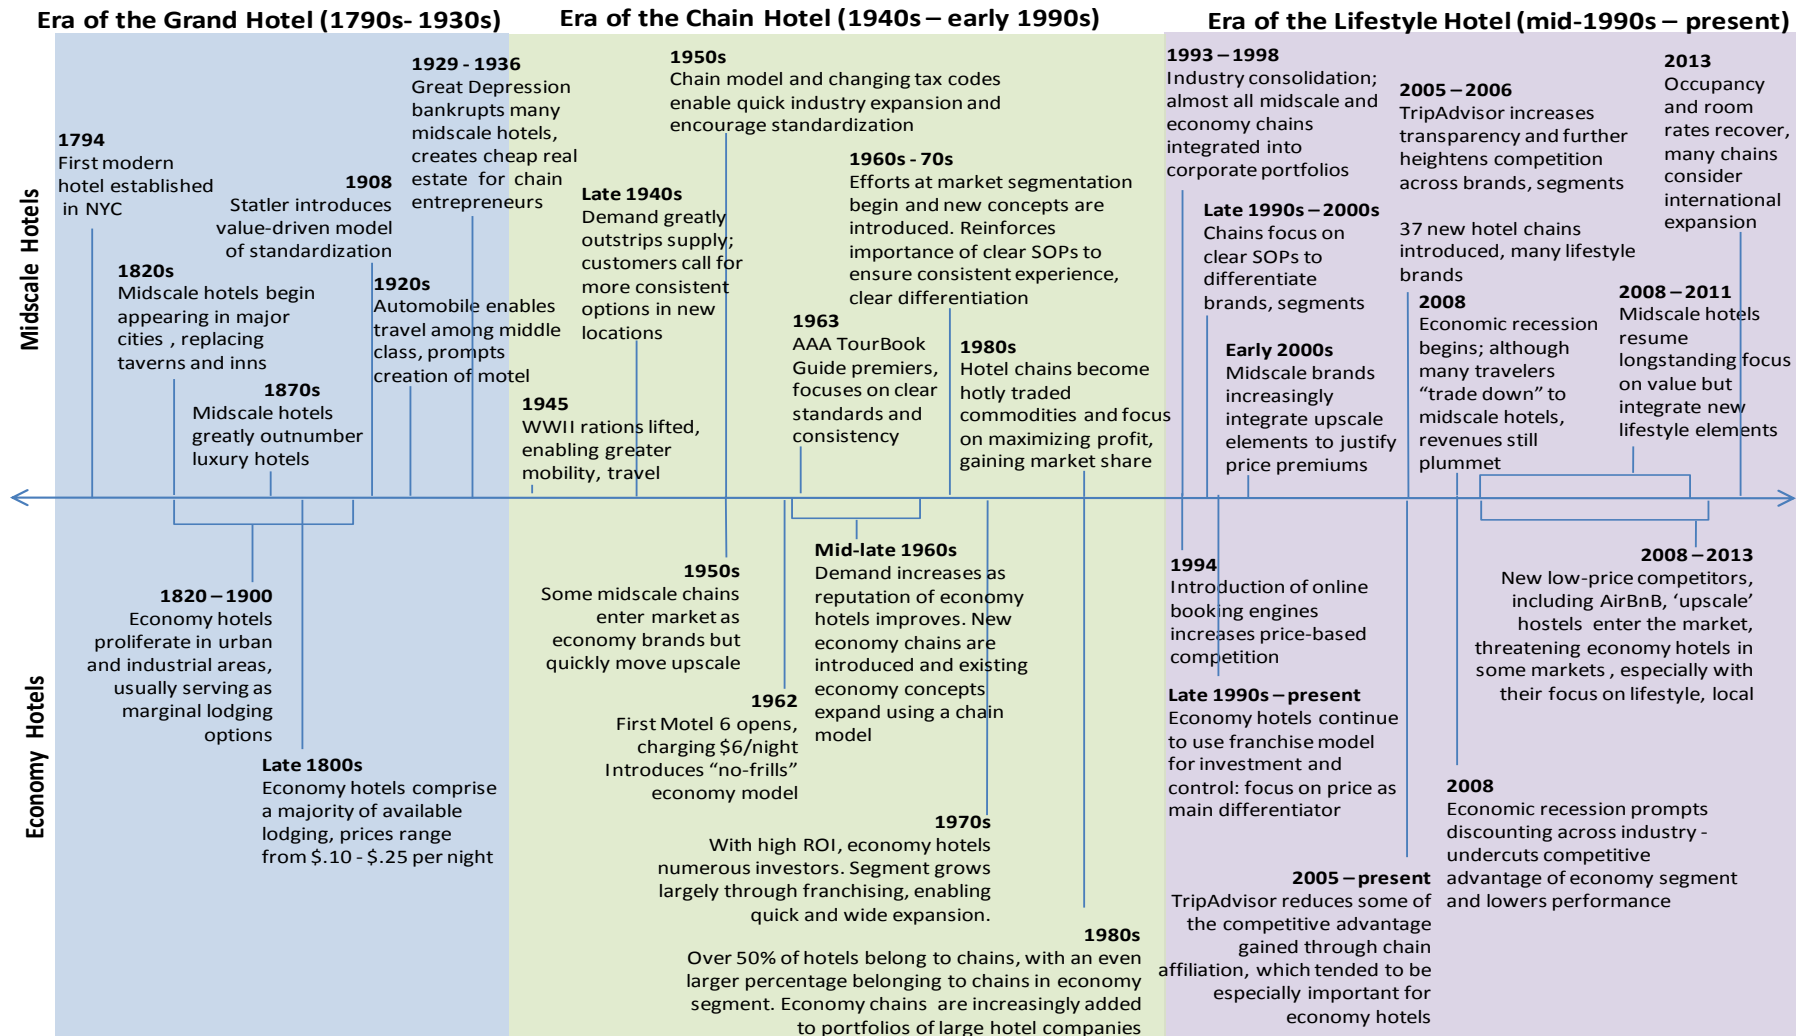 Era of the Grand Hotel (1790s- 1930s)
Era of the Chain Hotel (1940s – early 1990s)
Era of the Lifestyle Hotel (mid-1990s – present)
Midscale Hotels
1794
First modern
hotel established
in NYC
1820s
Midscale hotels begin
appearing in major
cities , replacing
taverns and inns
1870s
Midscale hotels
greatly outnumber
luxury hotels
1908
Statler introduces
value-driven model
of standardization
1920s
Automobile enables
travel among middle
class, prompts
creation of motel
1929 - 1936
Great Depression
bankrupts many
midscale hotels,
creates cheap real
estate for chain
entrepreneurs
1945
WWII rations lifted,
enabling greater
mobility, travel
Late 1940s
Demand greatly
outstrips supply;
customers call for
more consistent
options in new
locations
1950s
Chain model and changing tax codes
enable quick industry expansion and
encourage standardization
1963
AAA TourBook
Guide premiers,
focuses on clear
standards and
consistency
1960s - 70s
Efforts at market segmentation
begin and new concepts are
introduced. Reinforces
importance of clear SOPs to
ensure consistent experience,
clear differentiation
1980s
Hotel chains become
hotly traded
commodities and focus
on maximizing profit,
gaining market share
1993 – 1998
Industry consolidation;
almost all midscale and
economy chains
integrated into
corporate portfolios
Late 1990s – 2000s
Chains focus on
clear SOPs to
differentiate
brands, segments
Early 2000s
Midscale brands
increasingly
integrate upscale
elements to justify
price premiums
2005 – 2006
TripAdvisor increases
transparency and further
heightens competition
across brands, segments
37 new hotel chains
introduced, many lifestyle
brands
2008
Economic recession
begins; although
many travelers
“trade down” to
midscale hotels,
revenues still
plummet
2008 – 2011
Midscale hotels
resume
longstanding focus
on value but
integrate new
lifestyle elements
2013
Occupancy
and room
rates recover,
many chains
consider
international
expansion
Economy Hotels
1820 – 1900
Economy hotels
proliferate in urban
and industrial areas,
usually serving as
marginal lodging
options
Late 1800s
Economy hotels comprise
a majority of available
lodging, prices range
from $.10 - $.25 per night
1950s
Some midscale chains
enter market as
economy brands but
quickly move upscale
1962
First Motel 6 opens,
charging $6/night
Introduces “no-frills”
economy model
Mid-late 1960s
Demand increases as
reputation of economy
hotels improves. New
economy chains are
introduced and existing
economy concepts
expand using a chain
model
1970s
With high ROI, economy hotels
numerous investors. Segment grows
largely through franchising, enabling
quick and wide expansion.
1980s
Over 50% of hotels belong to chains, with an even
larger percentage belonging to chains in economy
segment. Economy chains are increasingly added
to portfolios of large hotel companies
1994
Introduction of online
booking engines
increases price-based
competition
Late 1990s – present
Economy hotels continue
to use franchise model
for investment and
control: focus on price as
main differentiator
2005 – present
TripAdvisor reduces some of
the competitive advantage
gained through chain
affiliation, which tended to be
especially important for
economy hotels
2008
Economic recession prompts
discounting across industry -
undercuts competitive
advantage of economy segment
and lowers performance
2008 – 2013
New low-price competitors,
including AirBnB, ‘upscale’
hostels enter the market,
threatening economy hotels in
some markets , especially with
their focus on lifestyle, local